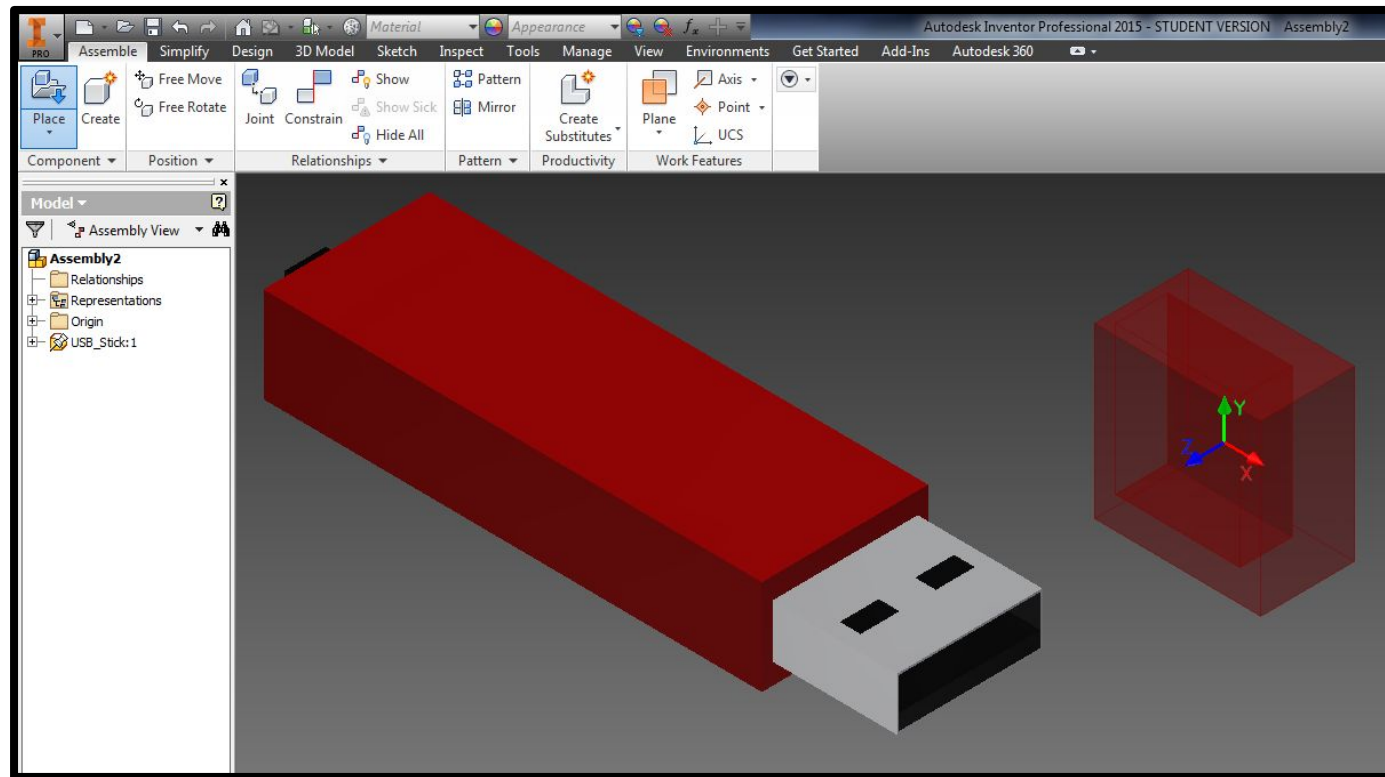 Material Appearance fx Autodesk Inventor Professional 2015 - STUDENT VERSION Assembly2
PRO Assemble Simplify Design 3D Model Sketch Inspect Tools Manage View Environments Get Started Add-Ins Autodesk 360
Free Move Show Pattern Axis
Free Rotate Show Sick Mirror Point
Place Create Joint Constrain Hide All Create Substitutes Plane UCS
Component Position Relationships Pattern Productivity Work Features
Model
Assembly View
Assembly2
Relationships
Representations
Origin
USB_Stick:1
Y
Z
X